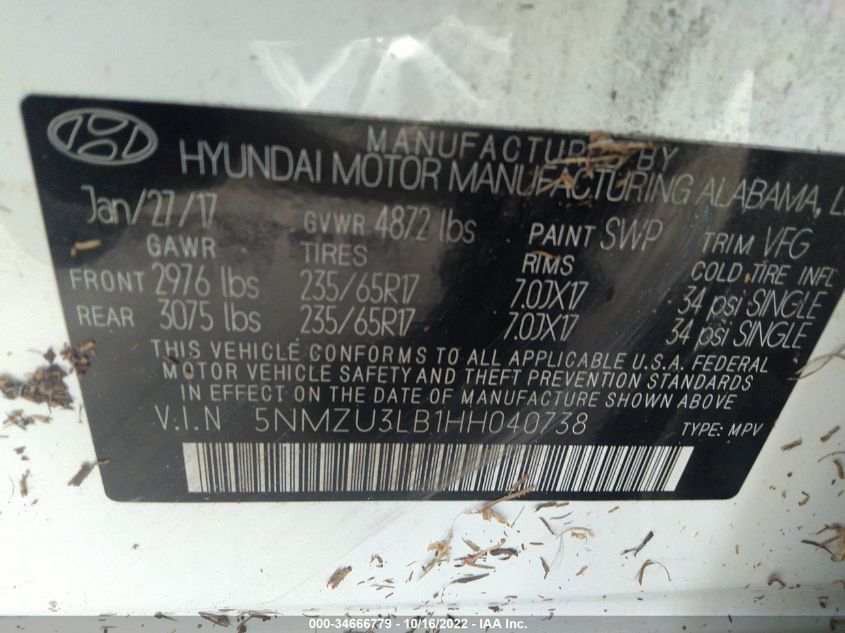 MANUFACTURED BY
HYUNDAI MOTOR MANUFACTURING ALABAMA,
Jan/27/17 GVWR 4872 lbs PAINT SWP TRIM VFG
GAWR TIRES RIMS COLD TIRE INFL
FRONT 2976 lbs 235/65R17 7.0JX17 34 psi SINGLE
REAR 3075 lbs 235/65R17 7.0JX17 34 psi SINGLE
THIS VEHICLE CONFORMS TO ALL APPLICABLE U.S.A. FEDERAL
MOTOR VEHICLE SAFETY AND THEFT PREVENTION STANDARDS
IN EFFECT ON THE DATE OF MANUFACTURE SHOWN ABOVE
V.I.N 5NMZU3LB1HH040738 TYPE: MPV
000-34666779 - 10/16/2022 - IAAI.COM